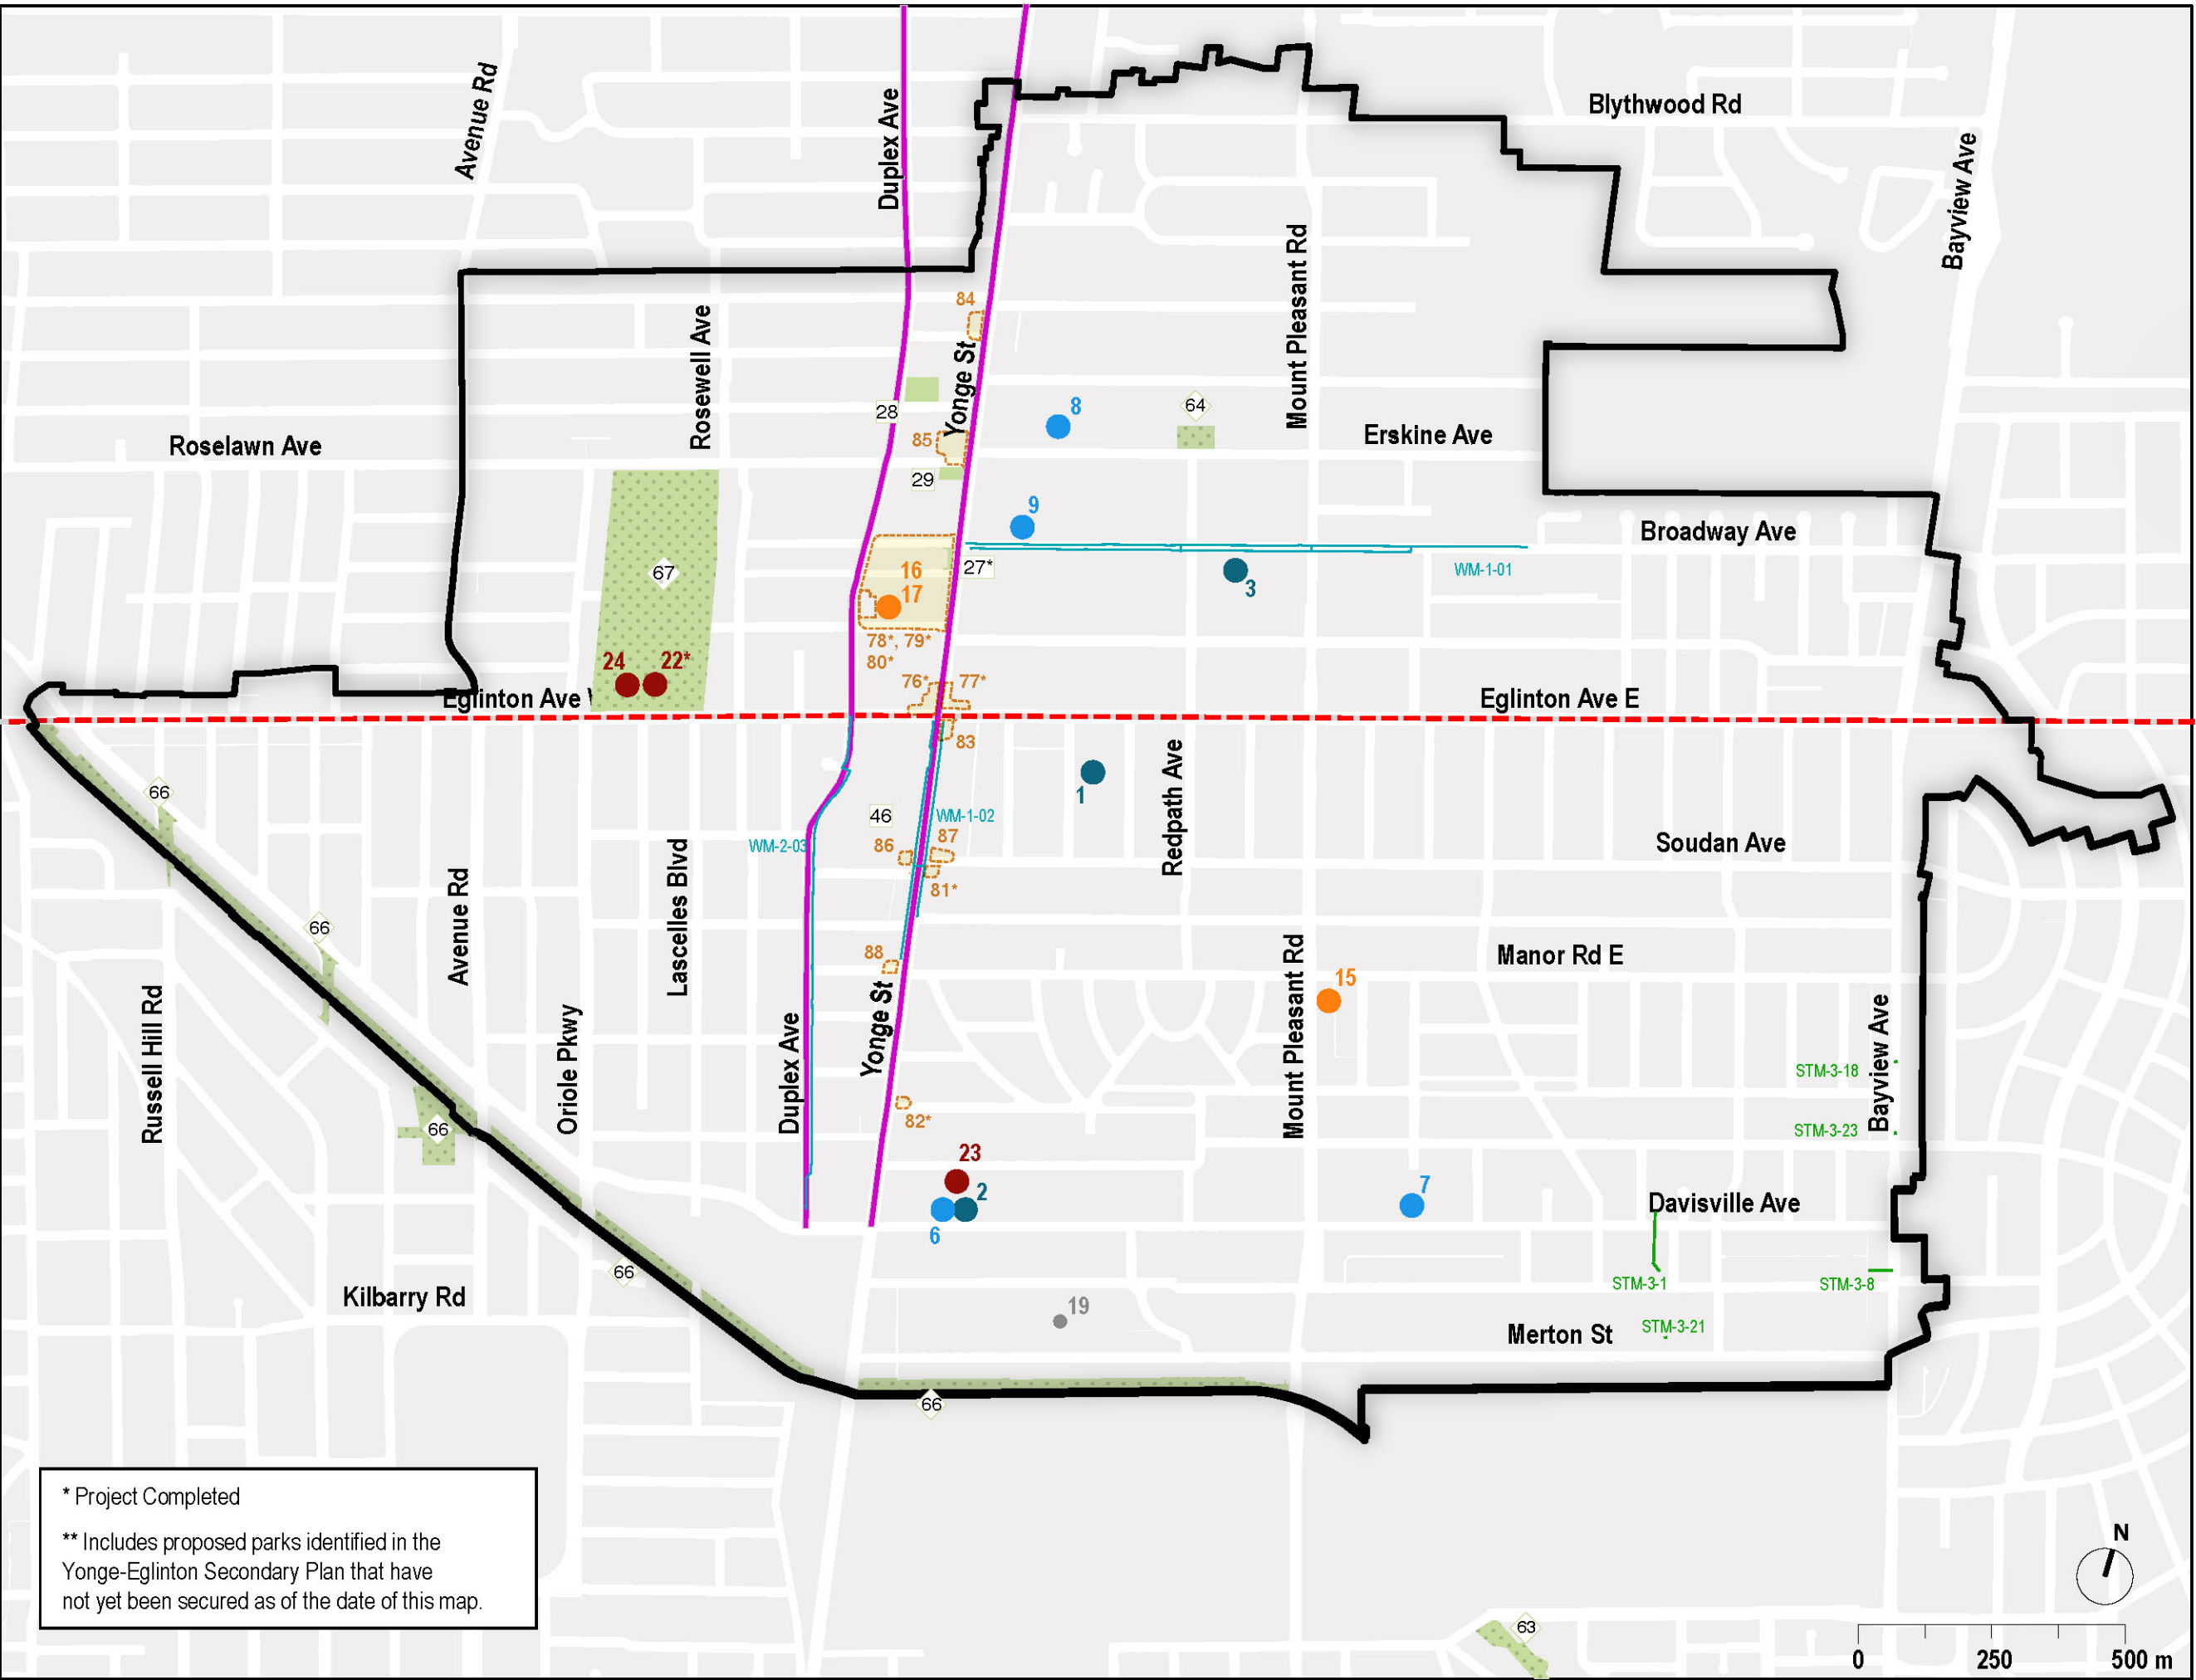 Avenue Rd
Duplex Ave
Blythwood Rd
Bayview Ave
Mount Pleasant Rd
84
Rosewell Ave
Yonge St
8
64
28
Roselawn Ave
85
Erskine Ave
29
9
Broadway Ave
27*
WM-1-01
16
17
67
3
78*, 79*
80*
24
22*
76*
77*
Eglinton Ave
Eglinton Ave E
83
1
Redpath Ave
66
46
WM-1-02
WM-2-03
86
87
Soudan Ave
81*
Lascelles Blvd
Avenue Rd
66
88
Manor Rd E
Mount Pleasant Rd
15
Yonge St
Russell Hill Rd
Oriole Pkwy
Duplex Ave
Bayview Ave
STM-3-18
82*
66
STM-3-23
23
2
6
7
Davisville Ave
66
Kilbarry Rd
STM-3-1
STM-3-8
19
STM-3-21
Merton St
66
* Project Completed
** Includes proposed parks identified in the
Yonge-Eglinton Secondary Plan that have
not yet been secured as of the date of this map.
63
N
0 250 500 m